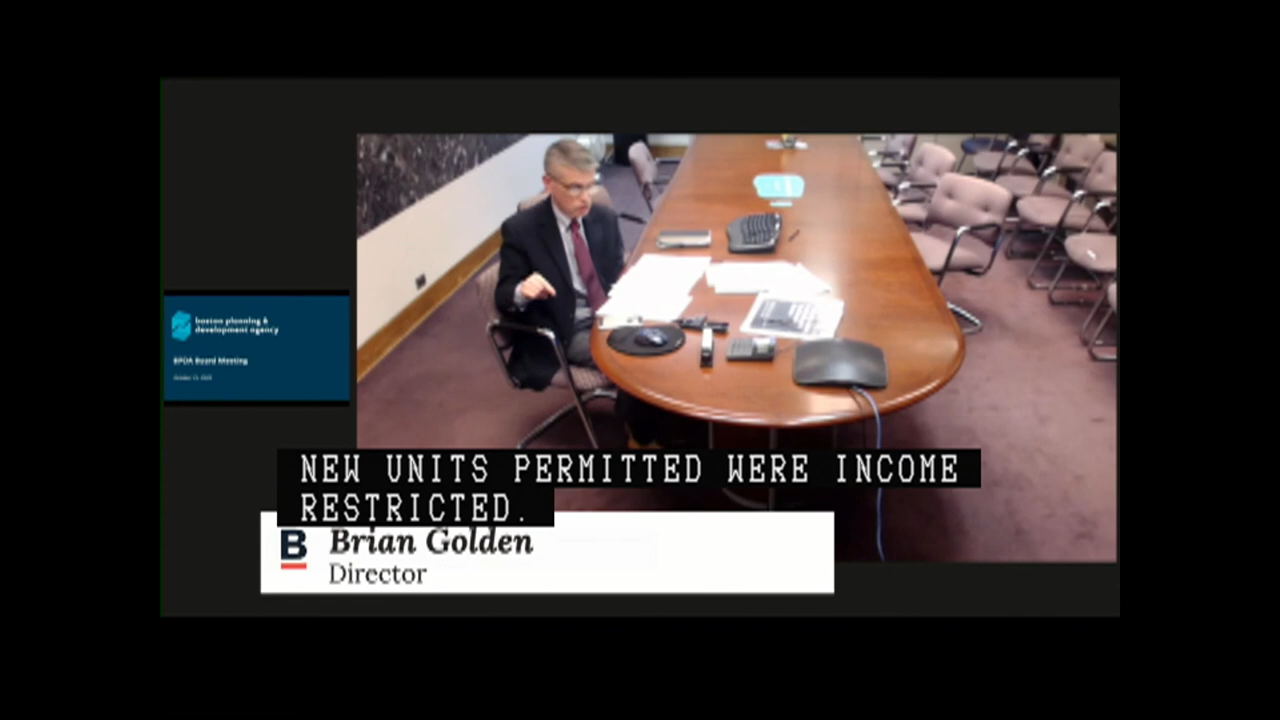 boston planning &
development agency
BPDA Board Meeting
NEW UNITS PERMITTED WERE INCOME
RESTRICTED.
B
Brian Golden
Director